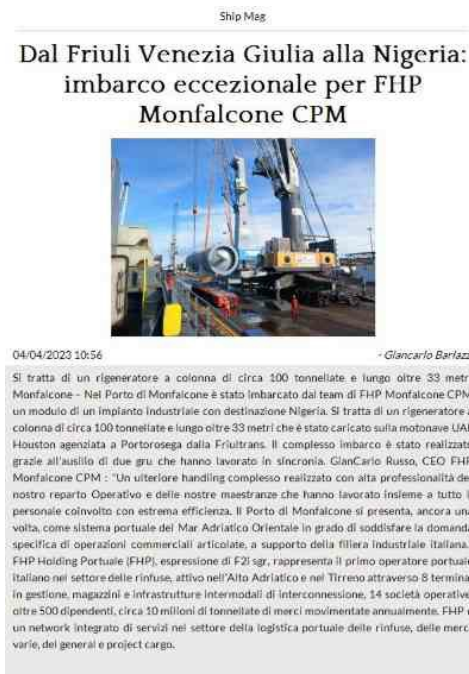 Ship Mag
Dal Friuli Venezia Giulia alla Nigeria:
imbarco eccezionale per FHP
Monfalcone CPM
04/04/2023 10:56
- Giancarlo Barlazz
Si tratta di un rigeneratore a colonna di circa 100 tonnellate e lungo oltre 33 metr
Monfalcone – Nel Porto di Monfalcone è stato imbarcato dal team di FHP Monfalcone CPM
un modulo di un impianto industriale con destinazione Nigeria. Si tratta di un rigeneratore a
colonna di circa 100 tonnellate e lungo oltre 33 metri che è stato caricato sulla motonave UAL
Houston agenziata a Portorosega dalla Friultrans. Il complesso imbarco è stato realizzato
grazie all'ausilio di due gru che hanno lavorato in sincronia. GianCarlo Russo, CEO FHP
Monfalcone CPM : "Un ulteriore handling complesso realizzato con alta professionalità del
nostro reparto Operativo e delle nostre maestranze che hanno lavorato insieme a tutto i
personale coinvolto con estrema efficienza. Il Porto di Monfalcone si presenta, ancora una
volta, come sistema portuale del Mar Adriatico Orientale in grado di soddisfare la domanda
specifica di operazioni commerciali articolate, a supporto della filiera industriale italiana.
FHP Holding Portuale (FHP), espressione di F2i sgr, rappresenta il primo operatore portuale
italiano nel settore delle rinfuse, attivo nell'Alto Adriatico e nel Tirreno attraverso 8 termina
in gestione, magazzini e infrastrutture intermodali di interconnessione, 14 società operative
oltre 500 dipendenti, circa 10 milioni di tonnellate di merci movimentate annualmente. FHP è
un network integrato di servizi nel settore della logistica portuale delle rinfuse, delle merc
varie, del general e project cargo.